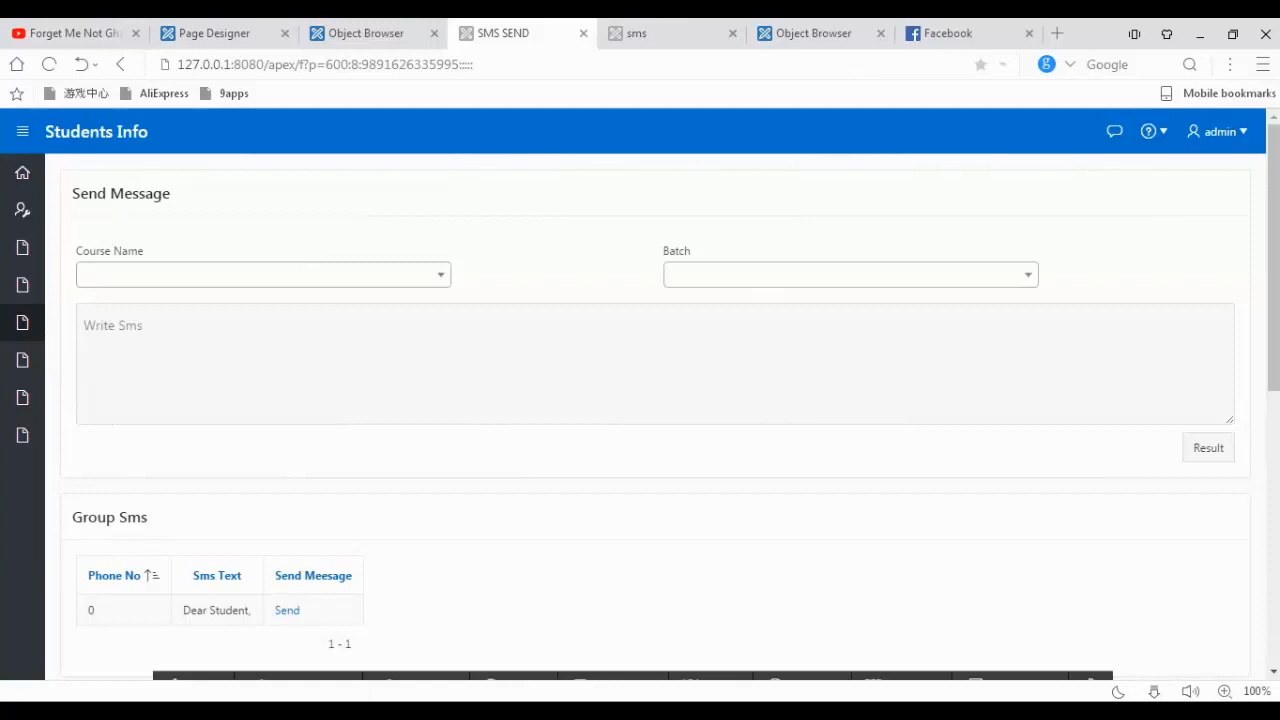 Forget Me Not Gh
Page Designer
Object Browser
SMS SEND
sms
Object Browser
Facebook
127.0.0.1:8080/apex/f?p=600:8:9891626335995:::::
g
Google
游戏中心
AliExpress
9apps
Mobile bookmarks
Students Info
admin
Send Message
Course Name
Batch
Write Sms
Result
Group Sms
Phone No
Sms Text
Send Meesage
0
Dear Student,
Send
1 - 1
100%